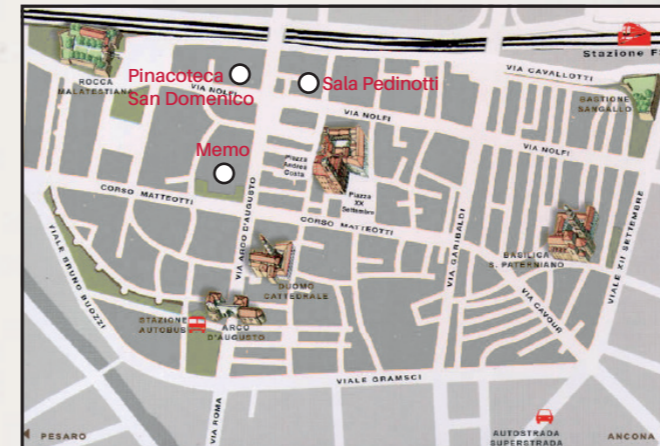 Stazione F
VIA CAVALLOTTI
ROCCA
MALATESTIANA
Pinacoteca
San Domenico
VIA NOLFI
Sala Pedinotti
BASTIONE
SANGALLO
VIA NOLFI
VIA NOLFI
Memo
Piazza
Andrea
Costa
Piazza
XX
Settembre
CORSO MATTEOTTI
CORSO MATTEOTTI
VIA ARCO D'AUGUSTO
VIA GARIBALDI
VIALE XII SETTEMBRE
BASILICA
S. PATERNIANO
VIALE BRUNO BUOZZI
DUOMO
CATTEDRALE
VIA CAVOUR
STAZIONE
AUTOBUS
ARCO
D'AUGUSTO
VIALE GRAMSCI
VIA ROMA
PESARO
AUTOSTRADA
SUPERSTRADA
ANCONA